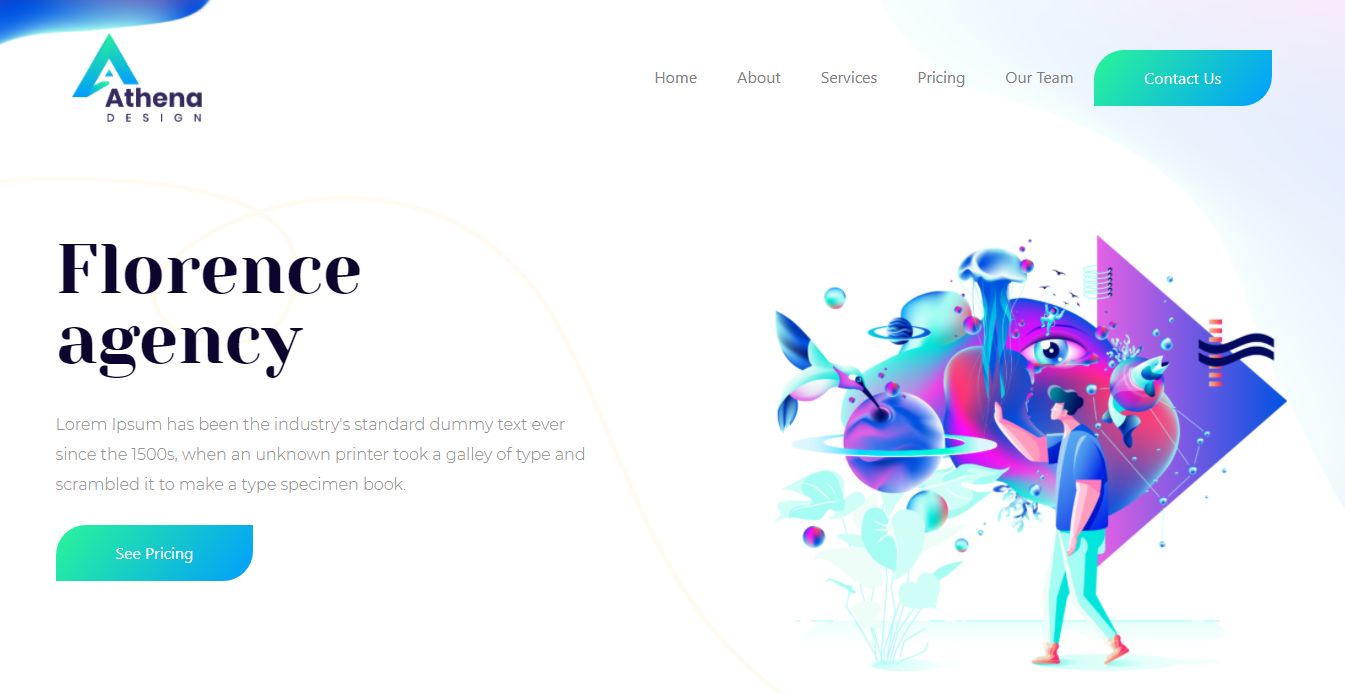 Athena
DESIGN
Home About Services Pricing Our Team Contact Us
Florence
agency
Lorem Ipsum has been the industry's standard dummy text ever
since the 1500s, when an unknown printer took a galley of type and
scrambled it to make a type specimen book.
See Pricing